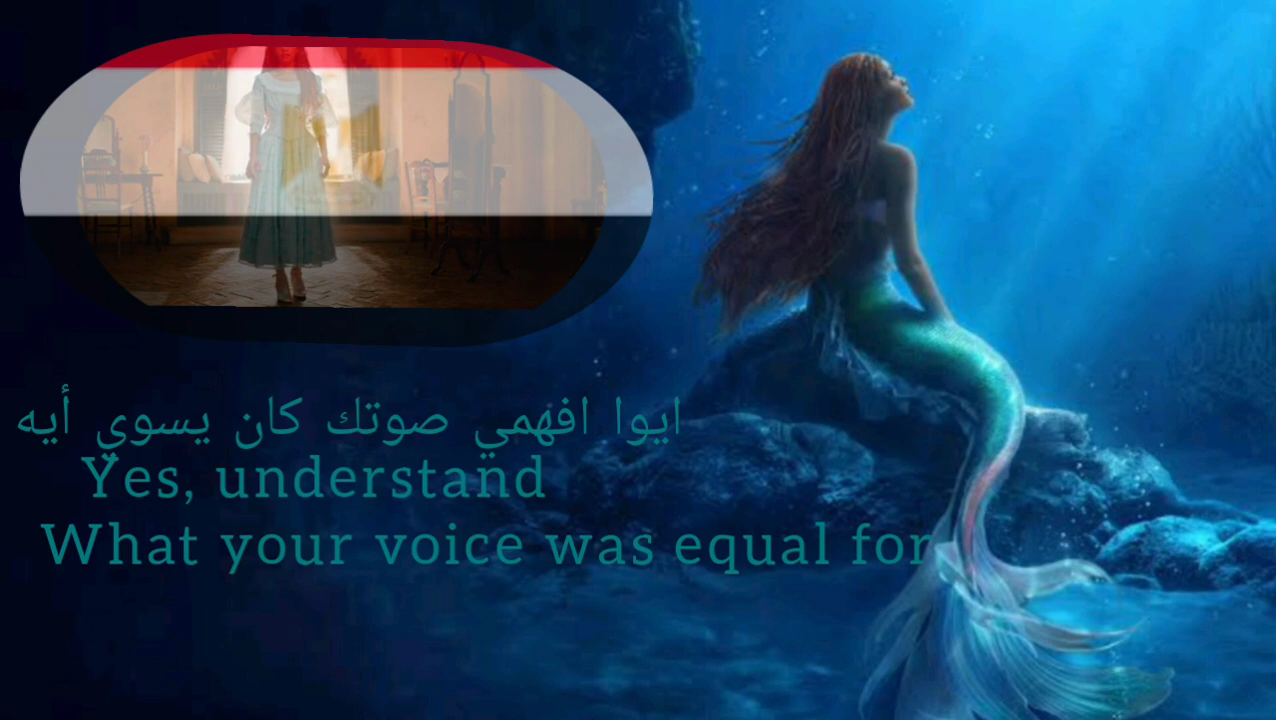 ايوا افهمي صوتك كان يسوي أيه
Yes, understand
What your voice was equal for